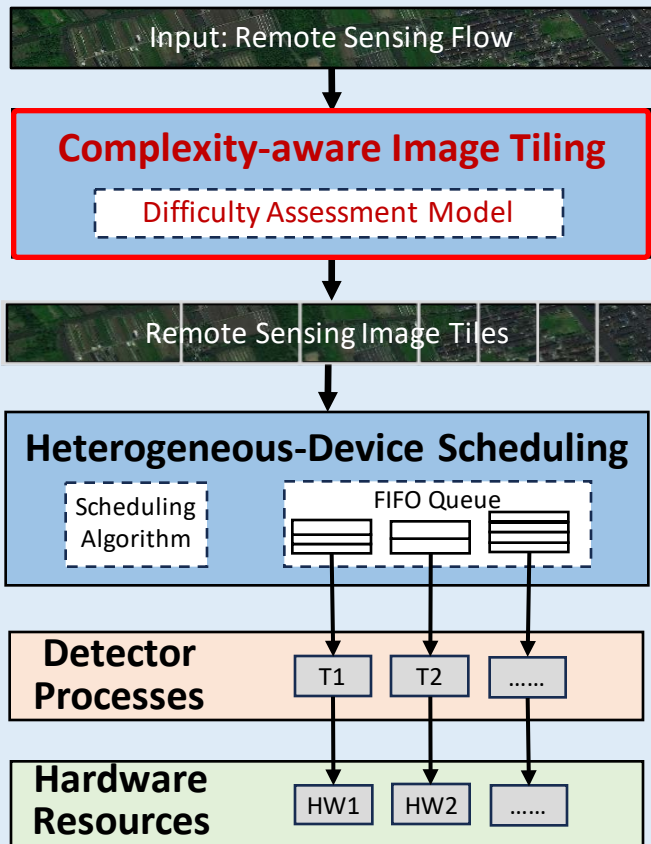 Input: Remote Sensing Flow
Complexity-aware Image Tiling
Difficulty Assessment Model
Remote Sensing Image Tiles
Heterogeneous-Device Scheduling
Scheduling
Algorithm
FIFO Queue
Detector
Processes
T1
T2
......
Hardware
Resources
HW1
HW2
......